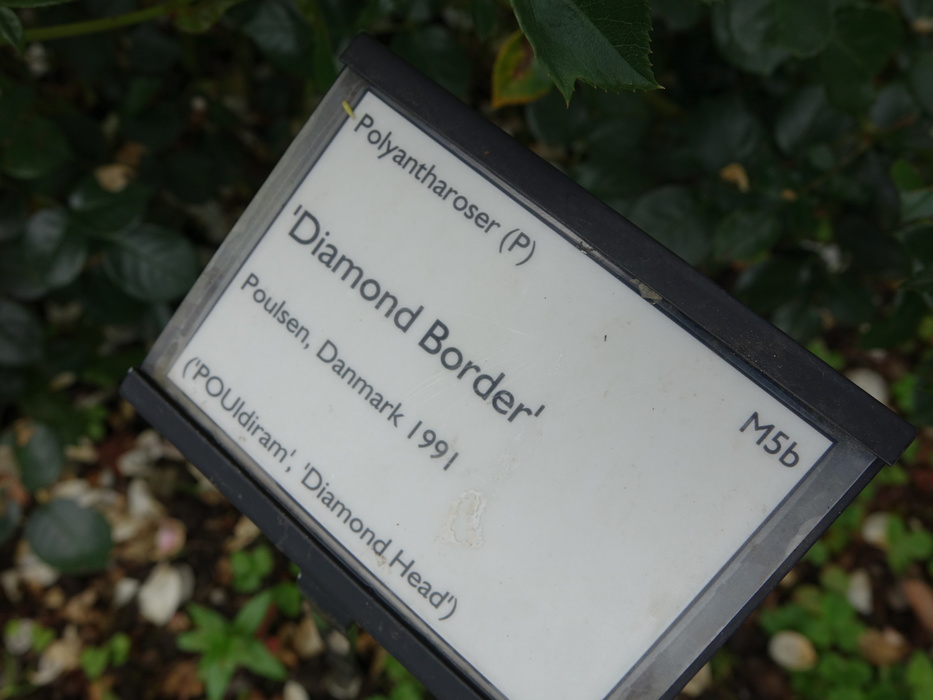 Polyantharoser (P)
'Diamond Border'
Poulsen, Danmark 1991
('POUldiram', 'Diamond Head')
M5b